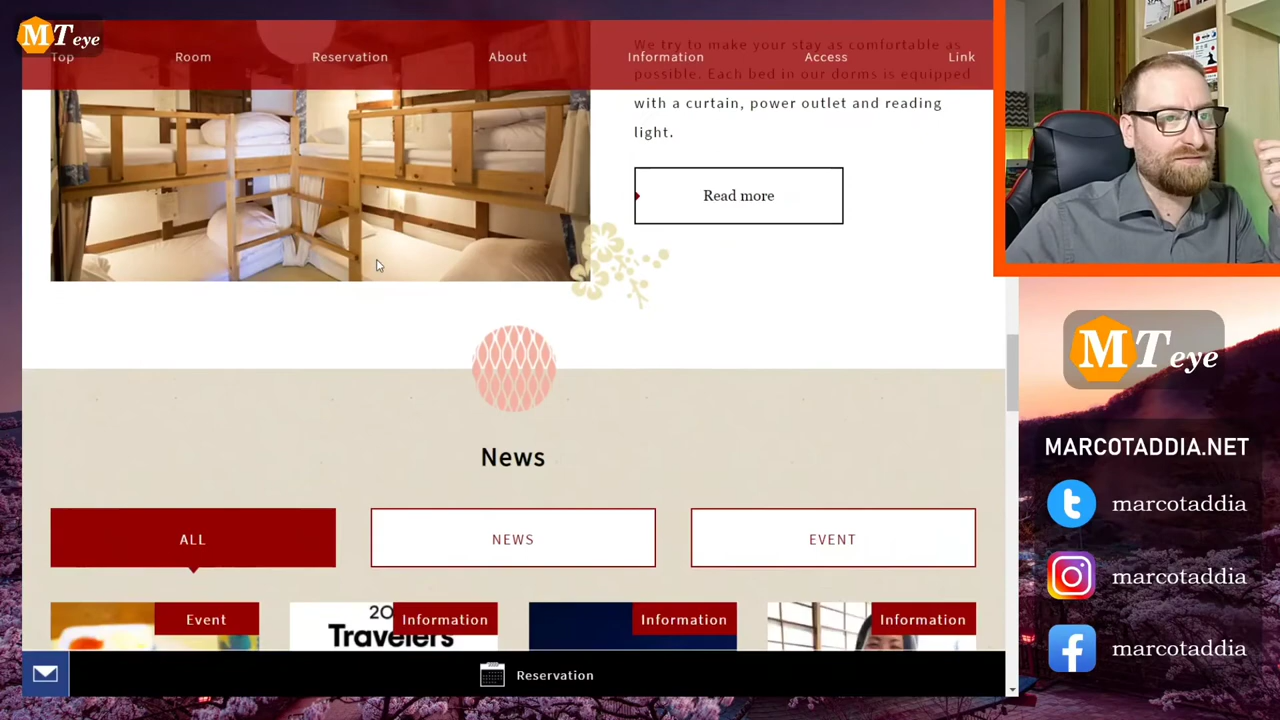 MT eye
Top
Room
Reservation
About
Information
Access
Link
We try to make your stay as comfortable as
possible. Each bed in our dorms is equipped
with a curtain, power outlet and reading
light.
Read more
News
ALL
NEWS
EVENT
Event
20
Travelers
Information
Information
Information
Reservation
MT eye
MARCOTADDIA.NET
marcotaddia
marcotaddia
marcotaddia